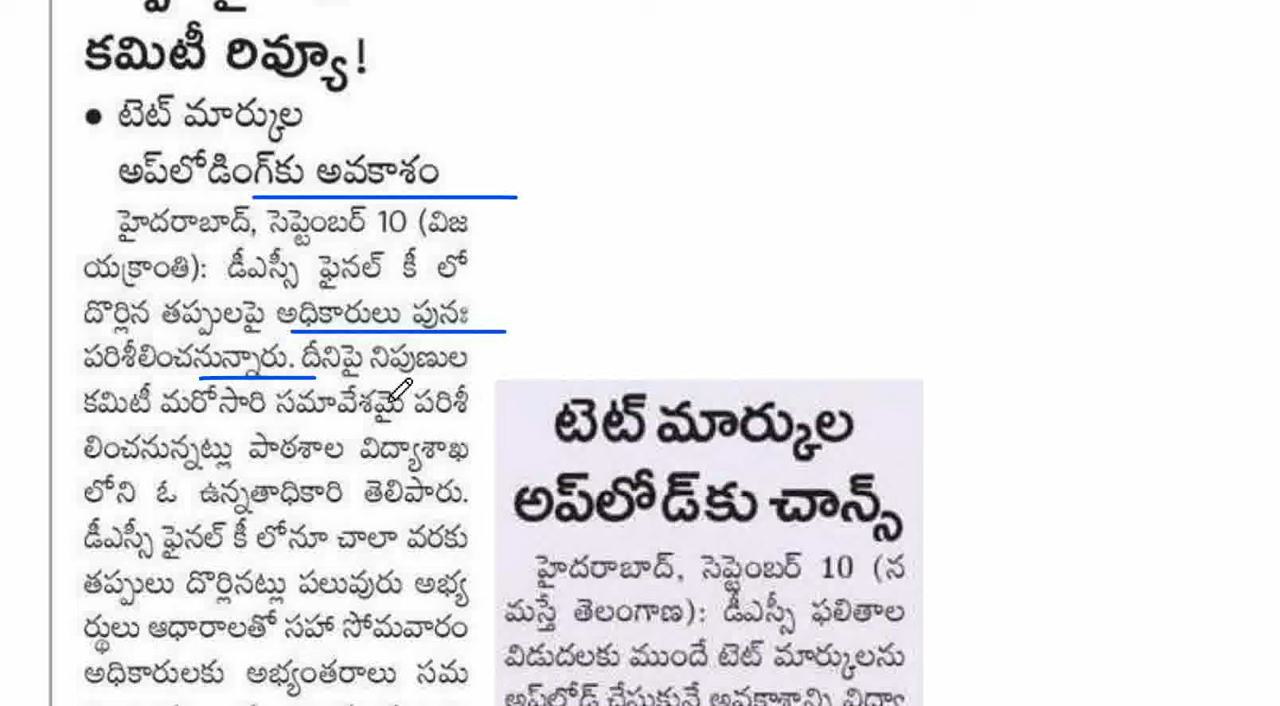 కమిటీ రివ్యూ!
• టెట్ మార్కుల
అప్‌లోడింగ్‌కు అవకాశం
హైదరాబాద్, సెప్టెంబర్ 10 (విజ
యక్రాంతి): డీఎస్సీ ఫైనల్ కీ లో
దొర్లిన తప్పులపై అధికారులు పునః
పరిశీలించనున్నారు. దీనిపై నిపుణుల
కమిటీ మరోసారి సమావేశమై పరిశీ
లించనున్నట్లు పాఠశాల విద్యాశాఖ
లోని ఓ ఉన్నతాధికారి తెలిపారు.
డీఎస్సీ ఫైనల్ కీ లోనూ చాలా వరకు
తప్పులు దొర్లినట్లు పలువురు అభ్య
ర్థులు ఆధారాలతో సహా సోమవారం
అధికారులకు అభ్యంతరాలు సమ
టెట్ మార్కుల
అప్‌లోడ్‌కు చాన్స్
హైదరాబాద్, సెప్టెంబర్ 10 (న
మస్తే తెలంగాణ): డీఎస్సీ ఫలితాల
విడుదలకు ముందే టెట్ మార్కులను
అప్‌లోడ్ చేసుకునే అవకాశాన్ని విద్యా